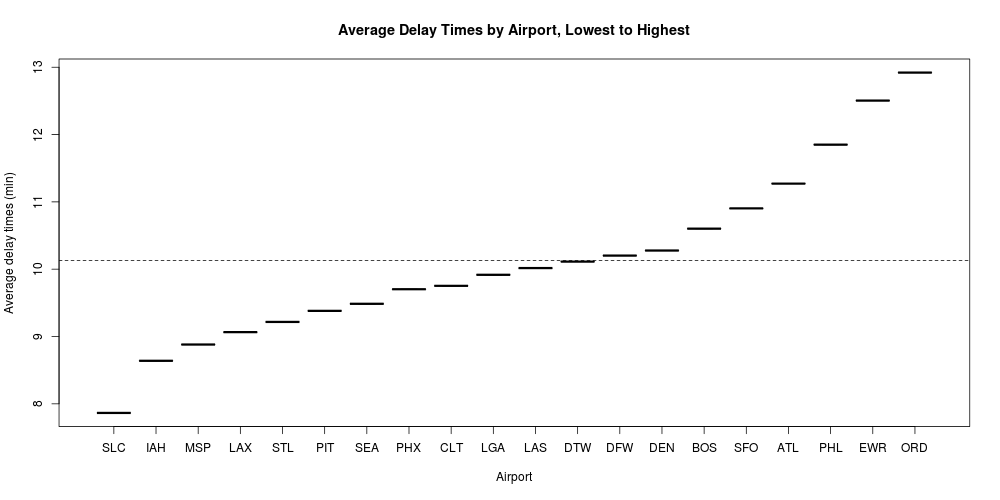 Average Delay Times by Airport, Lowest to Highest
Average delay times (min)
13
12
11
10
9
8
SLC IAH MSP LAX STL PIT SEA PHX CLT LGA LAS DTW DFW DEN BOS SFO ATL PHL EWR ORD
Airport